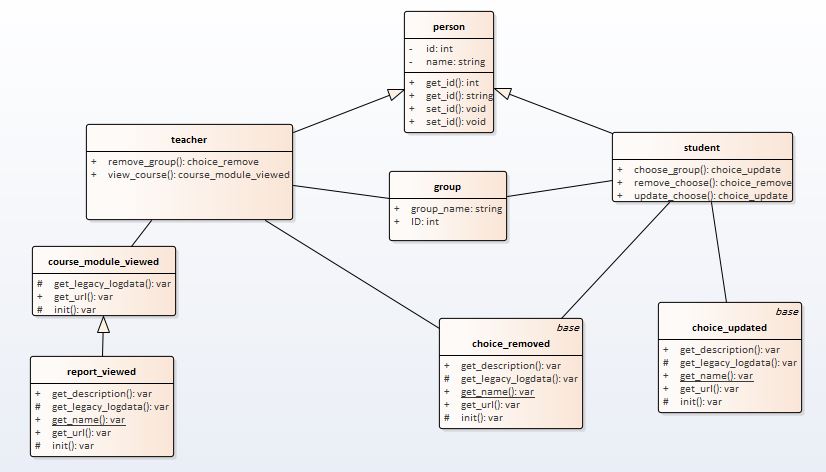 person
- id: int
- name: string
+ get_id(): int
+ get_id(): string
+ set_id(): void
+ set_id(): void
teacher
+ remove_group(): choice_remove
+ view_course(): course_module_viewed
student
+ choose_group(): choice_update
+ remove_choose(): choice_remove
+ update_choose(): choice_update
group
+ group_name: string
+ ID: int
course_module_viewed
# get_legacy_logdata(): var
+ get_url(): var
# init(): var
report_viewed
+ get_description(): var
# get_legacy_logdata(): var
+ get_name(): var
+ get_url(): var
# init(): var
base
choice_removed
+ get_description(): var
# get_legacy_logdata(): var
+ get_name(): var
+ get_url(): var
# init(): var
base
choice_updated
+ get_description(): var
# get_legacy_logdata(): var
+ get_name(): var
+ get_url(): var
# init(): var